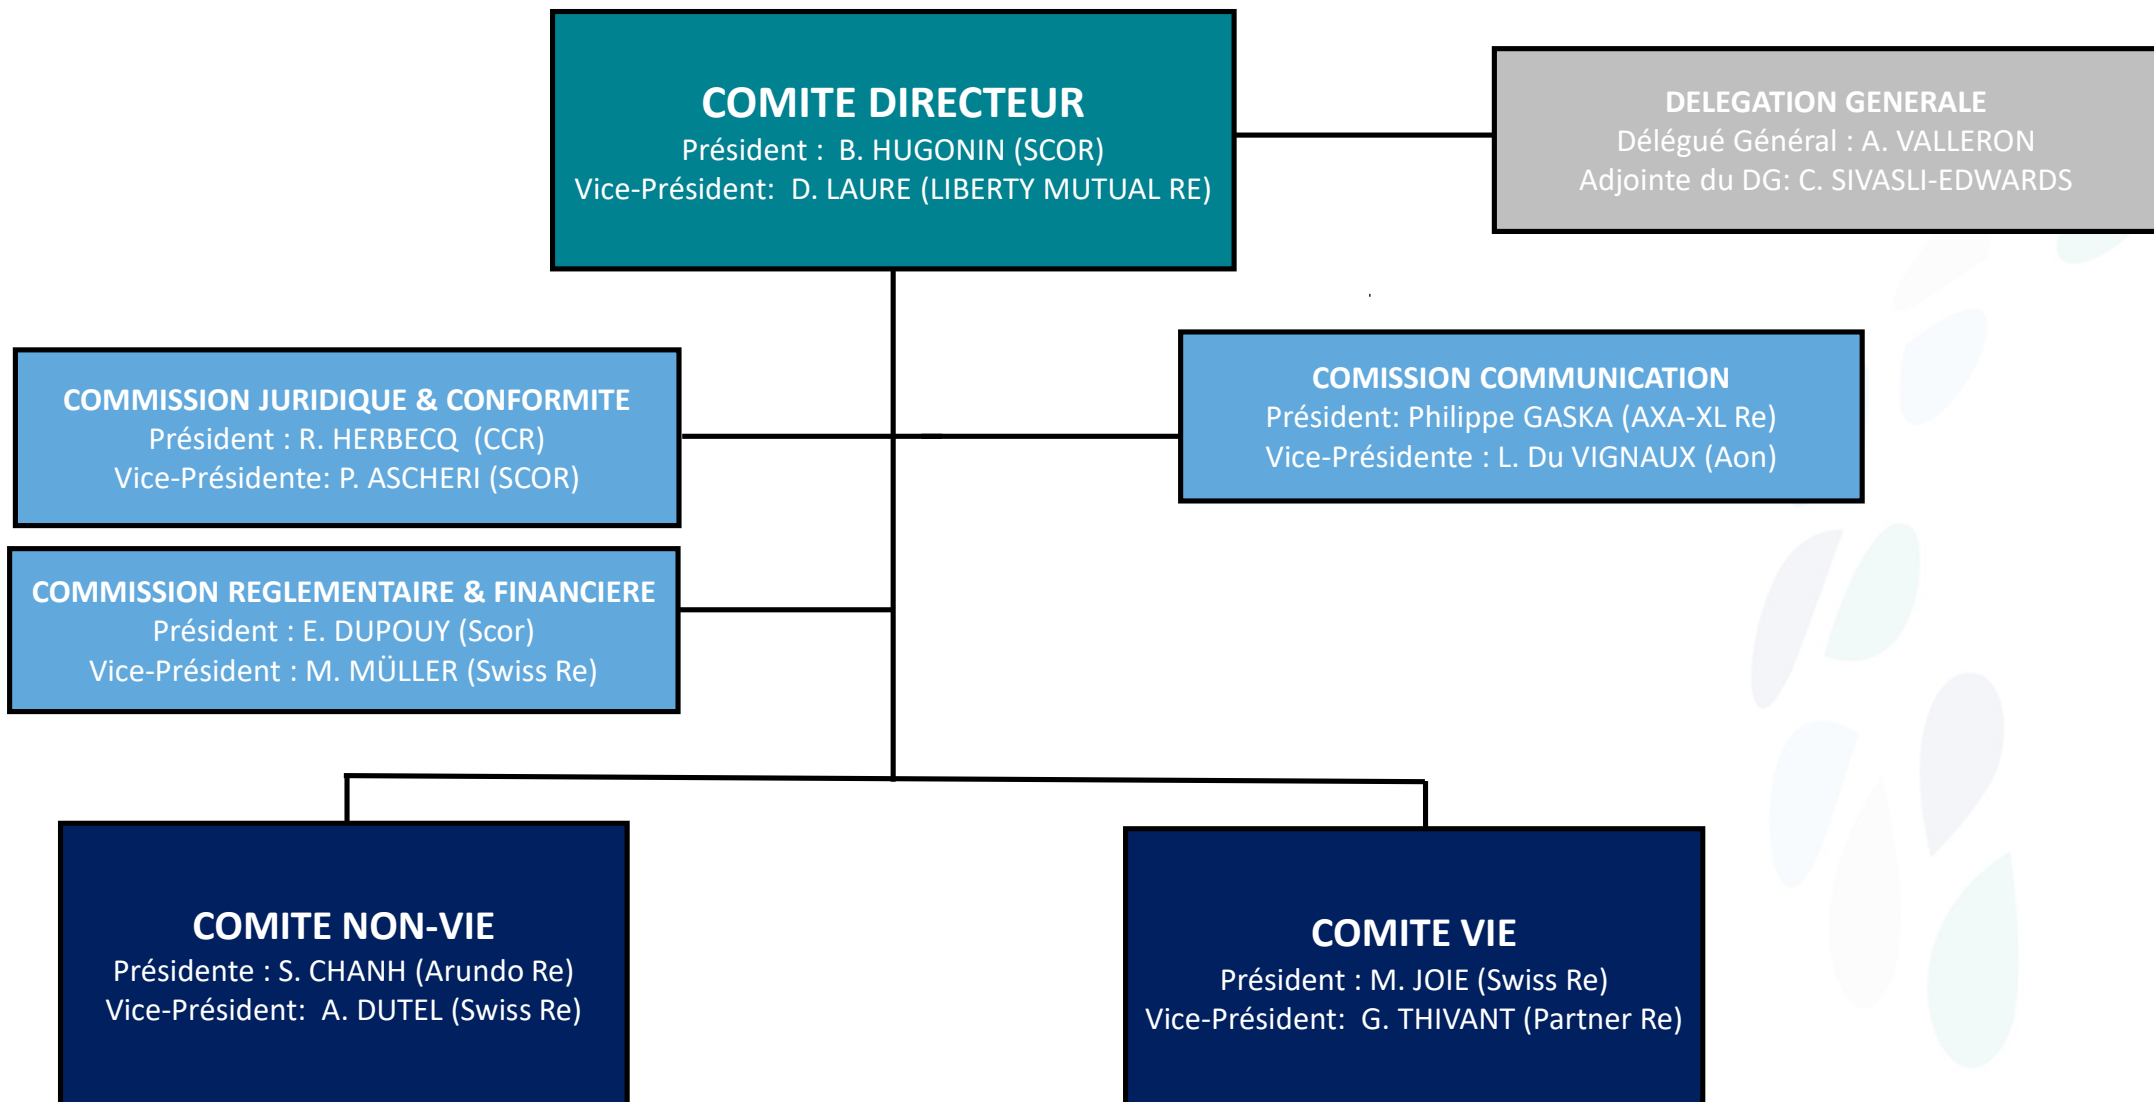 COMITE DIRECTEUR
Président :  B. HUGONIN (SCOR)
Vice-Président:  D. LAURE (LIBERTY MUTUAL RE)
DELEGATION GENERALE
Délégué Général : A. VALLERON
Adjointe du DG: C. SIVASLI-EDWARDS
COMMISSION JURIDIQUE & CONFORMITE
Président : R. HERBECQ  (CCR)
Vice-Présidente: P. ASCHERI (SCOR)
COMISSION COMMUNICATION
Président: Philippe GASKA (AXA-XL Re)
Vice-Présidente : L. Du VIGNAUX (Aon)
COMMISSION REGLEMENTAIRE & FINANCIERE
Président : E. DUPOUY (Scor)
Vice-Président : M. MÜLLER (Swiss Re)
COMITE NON-VIE
Présidente : S. CHANH (Arundo Re)
Vice-Président:  A. DUTEL (Swiss Re)
COMITE VIE
Président : M. JOIE (Swiss Re)
Vice-Président:  G. THIVANT (Partner Re)